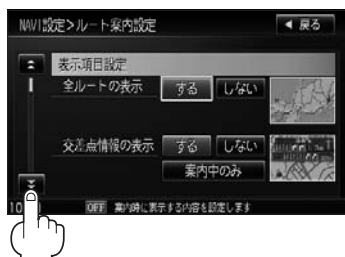 NAVI設定>ルート案内設定
戻る
表示項目設定
全ルートの表示 する しない
交差点情報の表示 する しない
案内中のみ
10
OFF 案内時に表示する内容を設定します